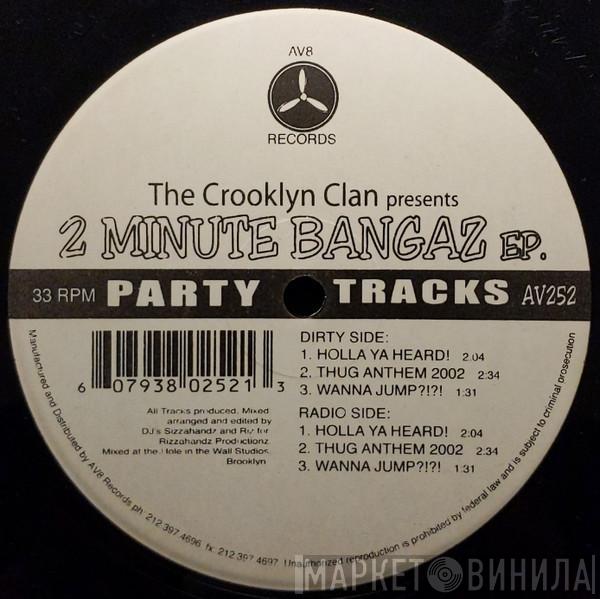 AV8
RECORDS
The Crooklyn Clan presents
2 MINUTE BANGAZ EP.
33 RPM PARTY TRACKS AV252
6 07938 02521 3
All Tracks produced, Mixed
arranged and edited by
DJ's Sizzahandz and Riz for
Rizzahandz Productionz.
Mixed at the Hole in the Wall Studios,
Brooklyn
DIRTY SIDE:
1. HOLLA YA HEARD! 2:04
2. THUG ANTHEM 2002 2:34
3. WANNA JUMP?!?! 1:31
RADIO SIDE:
1. HOLLA YA HEARD! 2:04
2. THUG ANTHEM 2002 2:34
3. WANNA JUMP?!?! 1:31
Manufactured and Distributed by AV8 Records ph 212.397.4696 fx 212.397.4697 Unauthorized reproduction is prohibited by federal law and is subject to criminal prosecution
МАРКЕТ ВИНИЛА